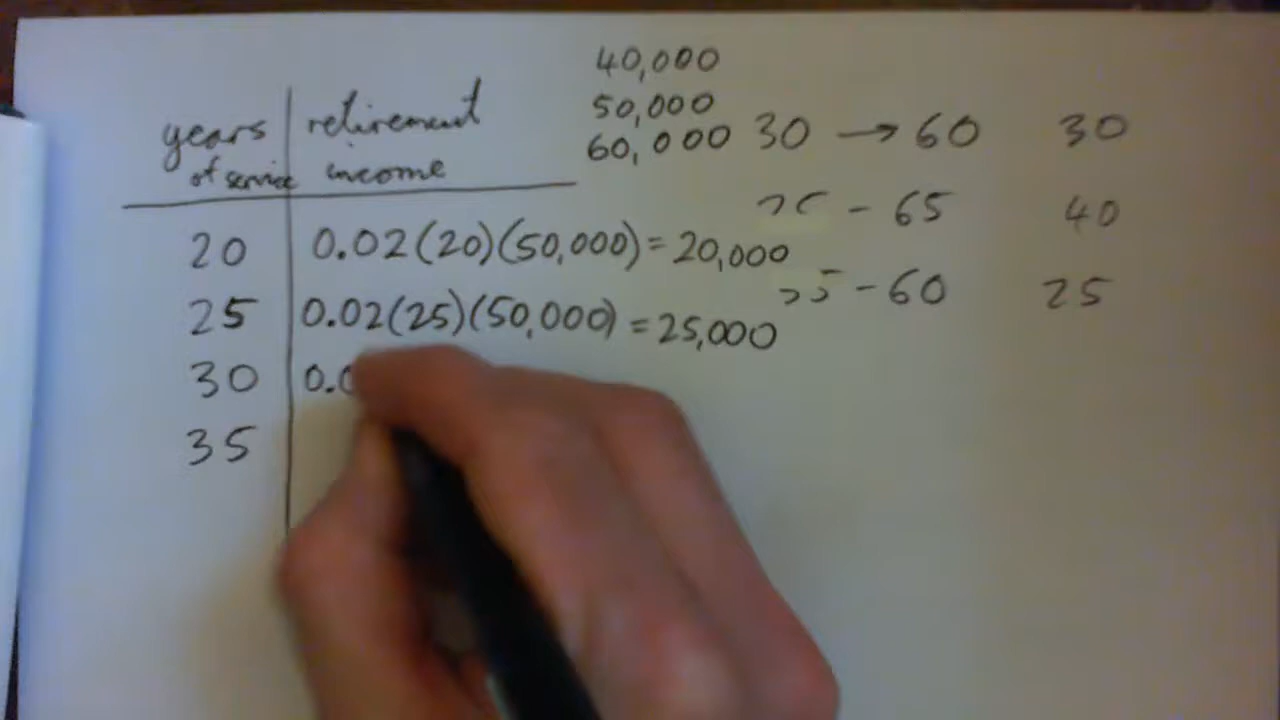 years of service
retirement income
40,000
50,000
60,000
30 → 60 30
25 - 65 40
35 - 60 25
20 0.02(20)(50,000) = 20,000
25 0.02(25)(50,000) = 25,000
30 0.0
35